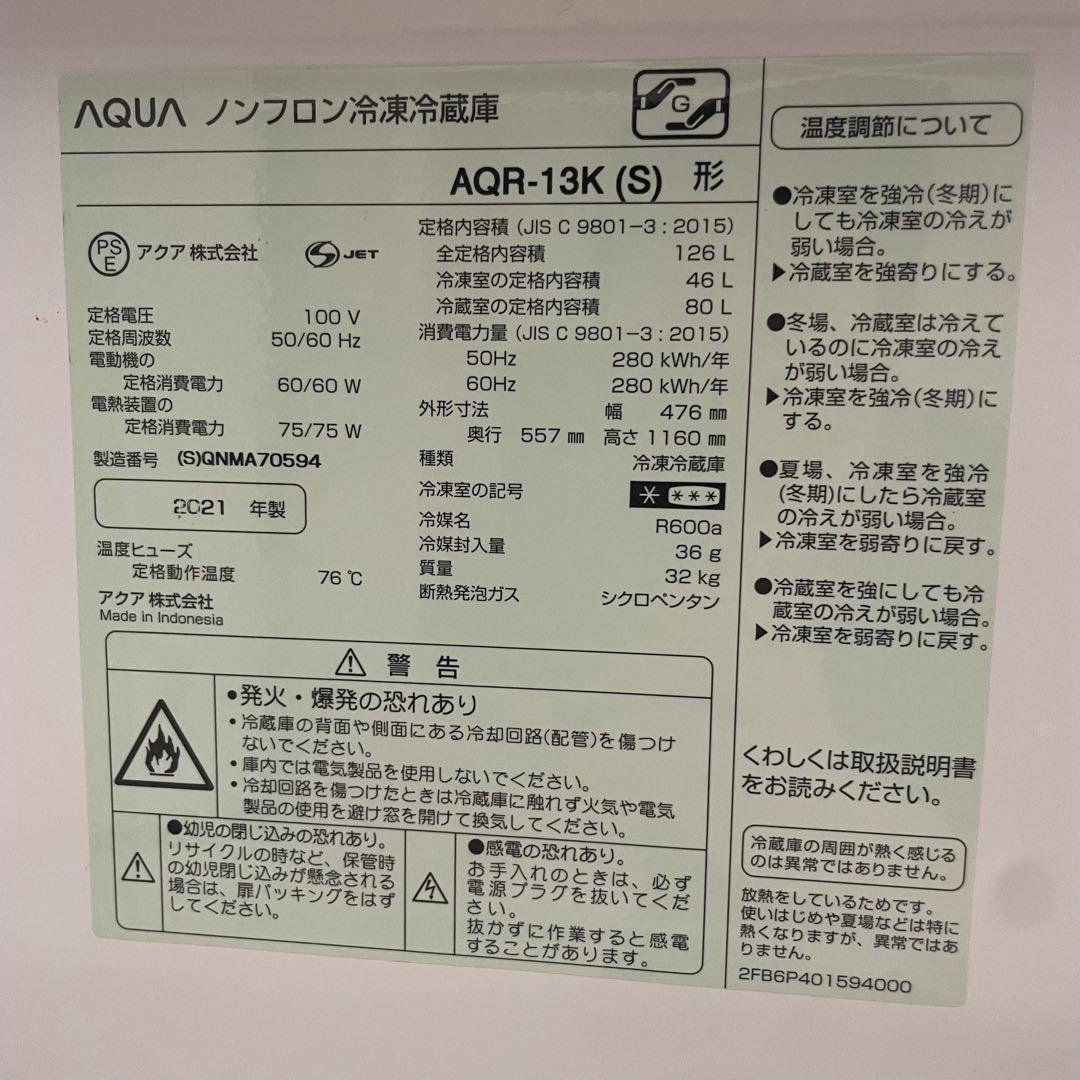 AQUA ノンフロン冷凍冷蔵庫
G
AQR-13K (S) 形
PS
E
アクア 株式会社
S JET
定格電圧 100 V
定格周波数 50/60 Hz
電動機の
定格消費電力 60/60 W
電熱装置の
定格消費電力 75/75 W
製造番号 (S)QNMA70594
2021 年製
温度ヒューズ
定格動作温度 76 ℃
アクア 株式会社
Made in Indonesia
定格内容積 (JIS C 9801-3 : 2015)
全定格内容積 126 L
冷凍室の定格内容積 46 L
冷蔵室の定格内容積 80 L
消費電力量 (JIS C 9801-3 : 2015)
50Hz 280 kWh/年
60Hz 280 kWh/年
外形寸法 幅 476 mm
奥行 557 mm 高さ 1160 mm
種類 冷凍冷蔵庫
冷凍室の記号 * ***
冷媒名 R600a
冷媒封入量 36 g
質量 32 kg
断熱発泡ガス シクロペンタン
警 告
•発火・爆発の恐れあり
•冷蔵庫の背面や側面にある冷却回路(配管)を傷つけ
ないでください。
•庫内では電気製品を使用しないでください。
•冷却回路を傷つけたときは冷蔵庫に触れず火気や電気
製品の使用を避け窓を開けて換気してください。
●幼児の閉じ込みの恐れあり。
リサイクルの時など、保管時
の幼児閉じ込みが懸念される
場合は、扉パッキングをはず
してください。
●感電の恐れあり。
お手入れのときは、必ず
電源プラグを抜いてくだ
さい。
抜かずに作業すると感電
することがあります。
温度調節について
●冷凍室を強冷(冬期)に
しても冷凍室の冷えが
弱い場合。
▶冷蔵室を強寄りにする。
●冬場、冷蔵室は冷えて
いるのに冷凍室の冷え
が弱い場合。
▶冷凍室を強冷(冬期)に
する。
●夏場、冷凍室を強冷
(冬期)にしたら冷蔵室
の冷えが弱い場合。
▶冷凍室を弱寄りに戻す。
●冷蔵室を強にしても冷
蔵室の冷えが弱い場合。
▶冷凍室を弱寄りに戻す。
くわしくは取扱説明書
をお読みください。
冷蔵庫の周囲が熱く感じる
のは異常ではありません。
放熱をしているためです。
使いはじめや夏場などは特に
熱くなりますが、異常ではあ
りません。
2FB6P401594000